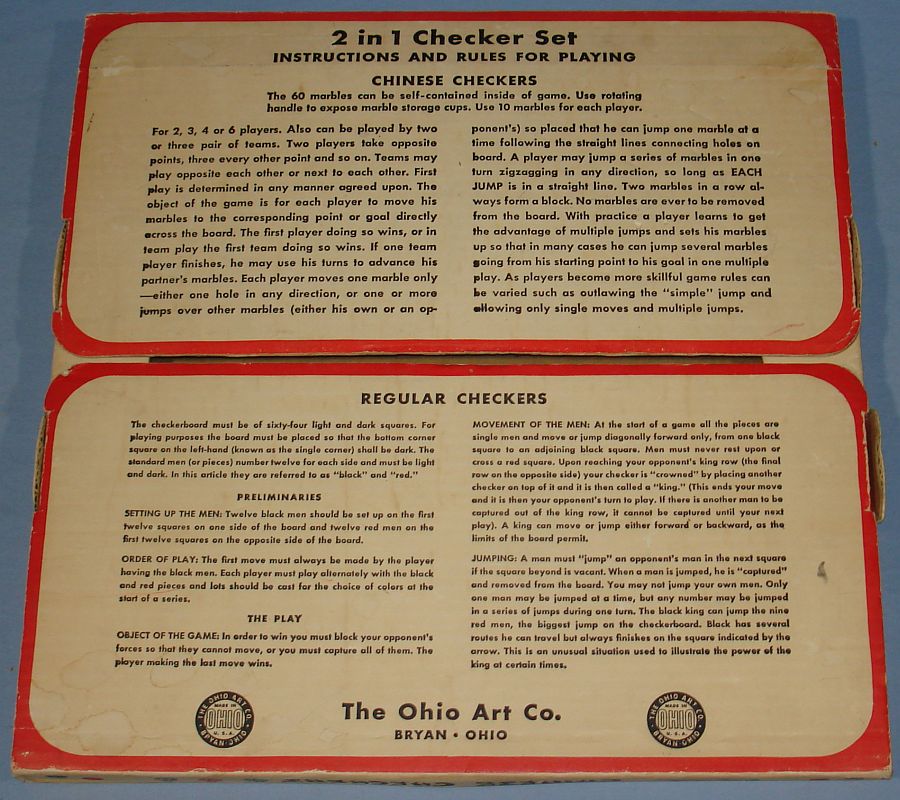 2 in 1 Checker Set
INSTRUCTIONS AND RULES FOR PLAYING
CHINESE CHECKERS
The 60 marbles can be self-contained inside of game. Use rotating
handle to expose marble storage cups. Use 10 marbles for each player.
For 2, 3, 4 or 6 players. Also can be played by two
or three pair of teams. Two players take opposite
points, three every other point and so on. Teams may
play opposite each other or next to each other. First
play is determined in any manner agreed upon. The
object of the game is for each player to move his
marbles to the corresponding point or goal directly
across the board. The first player doing so wins, or in
team play the first team doing so wins. If one team
player finishes, he may use his turns to advance his
partner's marbles. Each player moves one marble only
—either one hole in any direction, or one or more
jumps over other marbles (either his own or an op-
ponent's) so placed that he can jump one marble at a
time following the straight lines connecting holes on
board. A player may jump a series of marbles in one
turn zigzagging in any direction, so long as EACH
JUMP is in a straight line. Two marbles in a row al-
ways form a block. No marbles are ever to be removed
from the board. With practice a player learns to get
the advantage of multiple jumps and sets his marbles
up so that in many cases he can jump several marbles
going from his starting point to his goal in one multiple
play. As players become more skillful game rules can
be varied such as outlawing the "simple" jump and
allowing only single moves and multiple jumps.
REGULAR CHECKERS
The checkerboard must be of sixty-four light and dark squares. For
playing purposes the board must be placed so that the bottom corner
square on the left-hand (known as the single corner) shall be dark. The
standard men (or pieces) number twelve for each side and must be light
and dark. In this article they are referred to as "black" and "red."
PRELIMINARIES
SETTING UP THE MEN: Twelve black men should be set up on the first
twelve squares on one side of the board and twelve red men on the
first twelve squares on the opposite side of the board.
ORDER OF PLAY: The first move must always be made by the player
having the black men. Each player must play alternately with the black
and red pieces and lots should be cast for the choice of colors at the
start of a series.
THE PLAY
OBJECT OF THE GAME: In order to win you must block your opponent's
forces so that they cannot move, or you must capture all of them. The
player making the last move wins.
MOVEMENT OF THE MEN: At the start of a game all the pieces are
single men and move or jump diagonally forward only, from one black
square to an adjoining black square. Men must never rest upon or
cross a red square. Upon reaching your opponent's king row (the final
row on the opposite side) your checker is "crowned" by placing another
checker on top of it and it is then called a "king." (This ends your move
and it is then your opponent's turn to play. If there is another man to be
captured out of the king row, it cannot be captured until your next
play). A king can move or jump either forward or backward, as the
limits of the board permit.
JUMPING: A man must "jump" an opponent's man in the next square
if the square beyond is vacant. When a man is jumped, he is "captured"
and removed from the board. You may not jump your own men. Only
one man may be jumped at a time, but any number may be jumped
in a series of jumps during one turn. The black king can jump the nine
red men, the biggest jump on the checkerboard. Black has several
routes he can travel but always finishes on the square indicated by the
arrow. This is an unusual situation used to illustrate the power of the
king at certain times.
THE OHIO ART CO.
MADE IN
OHIO
U.S.A.
BRYAN-OHIO
The Ohio Art Co.
BRYAN • OHIO
THE OHIO ART CO.
MADE IN
OHIO
U.S.A.
BRYAN-OHIO